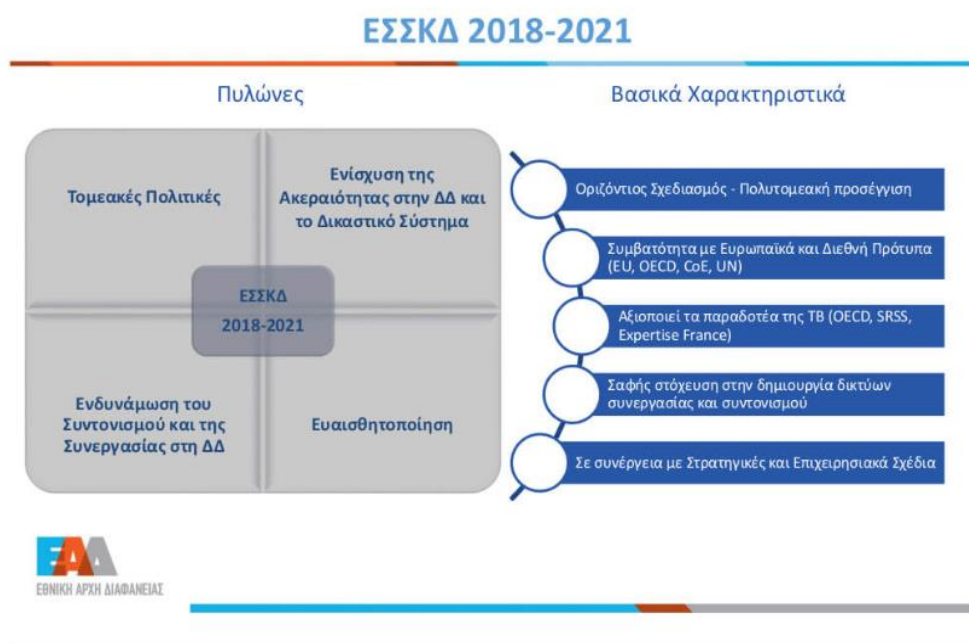 ΕΣΣΚΔ 2018-2021
Πυλώνες
Τομεακές Πολιτικές
Ενίσχυση της
Ακεραιότητας στην ΔΔ και
το Δικαστικό Σύστημα
ΕΣΣΚΔ
2018-2021
Ενδυνάμωση του
Συντονισμού και της
Συνεργασίας στη ΔΔ
Ευαισθητοποίηση
Βασικά Χαρακτηριστικά
Οριζόντιος Σχεδιασμός - Πολυτομεακή προσέγγιση
Συμβατότητα με Ευρωπαϊκά και Διεθνή Πρότυπα
(EU, OECD, CoE, UN)
Αξιοποιεί τα παραδοτέα της ΤΒ (OECD, SRSS,
Expertise France)
Σαφής στόχευση στην δημιουργία δικτύων
συνεργασίας και συντονισμού
Σε συνέργεια με Στρατηγικές και Επιχειρησιακά Σχέδια
ΕΑΔ
ΕΘΝΙΚΗ ΑΡΧΗ ΔΙΑΦΑΝΕΙΑΣ